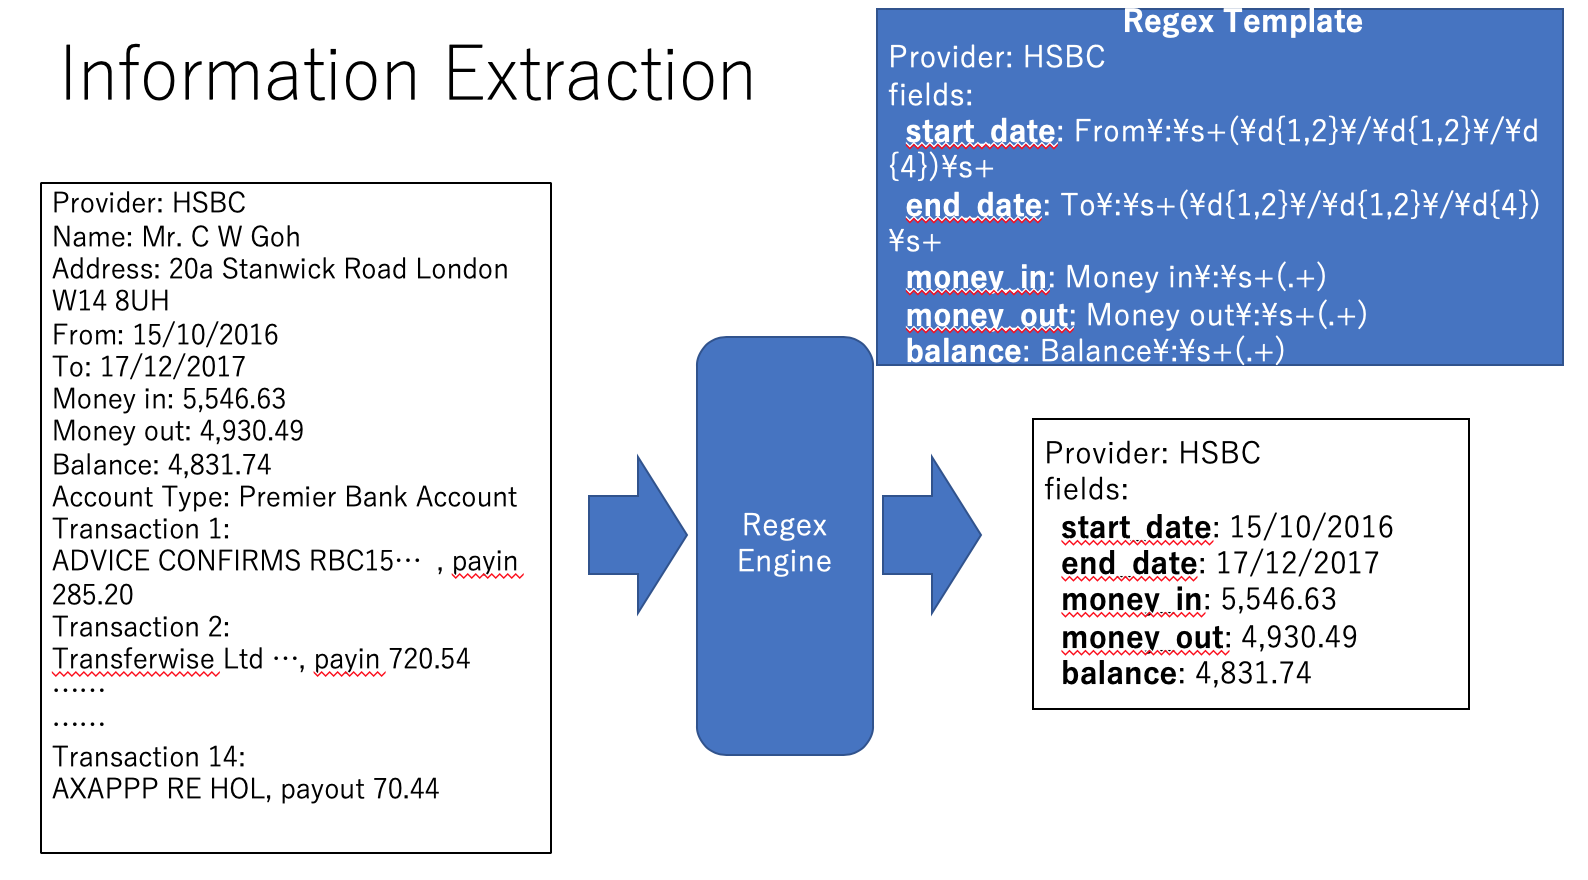 Information Extraction
Regex Template
Provider: HSBC
fields:
start_date: From¥:¥s+(¥d{1,2}¥/¥d{1,2}¥/¥d
{4})¥s+
end_date: To¥:¥s+(¥d{1,2}¥/¥d{1,2}¥/¥d{4})
¥s+
money_in: Money in¥:¥s+(.+)
money_out: Money out¥:¥s+(.+)
balance: Balance¥:¥s+(.+)
Provider: HSBC
Name: Mr. C W Goh
Address: 20a Stanwick Road London
W14 8UH
From: 15/10/2016
To: 17/12/2017
Money in: 5,546.63
Money out: 4,930.49
Balance: 4,831.74
Account Type: Premier Bank Account
Transaction 1:
ADVICE CONFIRMS RBC15… , payin
285.20
Transaction 2:
Transferwise Ltd …, payin 720.54
……
……
Transaction 14:
AXAPPP RE HOL, payout 70.44
Regex
Engine
Provider: HSBC
fields:
start_date: 15/10/2016
end_date: 17/12/2017
money_in: 5,546.63
money_out: 4,930.49
balance: 4,831.74